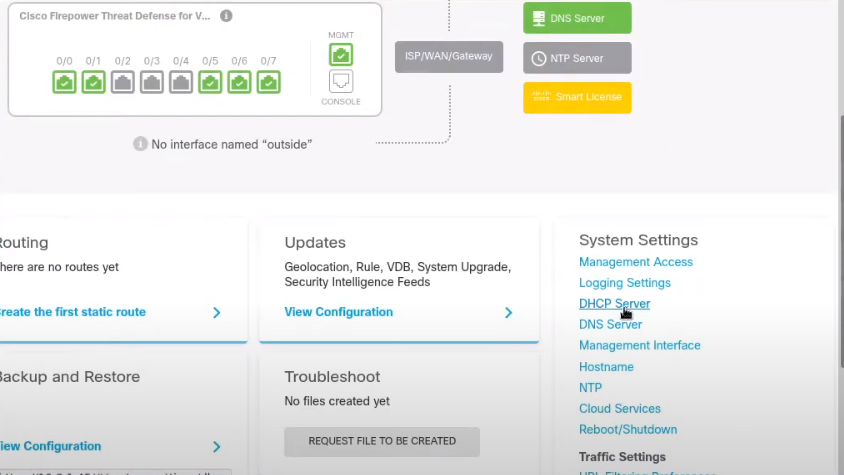 Cisco Firepower Threat Defense for V...
MGMT
0/0 0/1 0/2 0/3 0/4 0/5 0/6 0/7
CONSOLE
ISP/WAN/Gateway
DNS Server
NTP Server
Smart License
No interface named “outside”
Routing
here are no routes yet
reate the first static route
Updates
Geolocation, Rule, VDB, System Upgrade,
Security Intelligence Feeds
View Configuration
System Settings
Management Access
Logging Settings
DHCP Server
DNS Server
Management Interface
Hostname
NTP
Cloud Services
Reboot/Shutdown
Traffic Settings
Backup and Restore
iew Configuration
Troubleshoot
No files created yet
REQUEST FILE TO BE CREATED